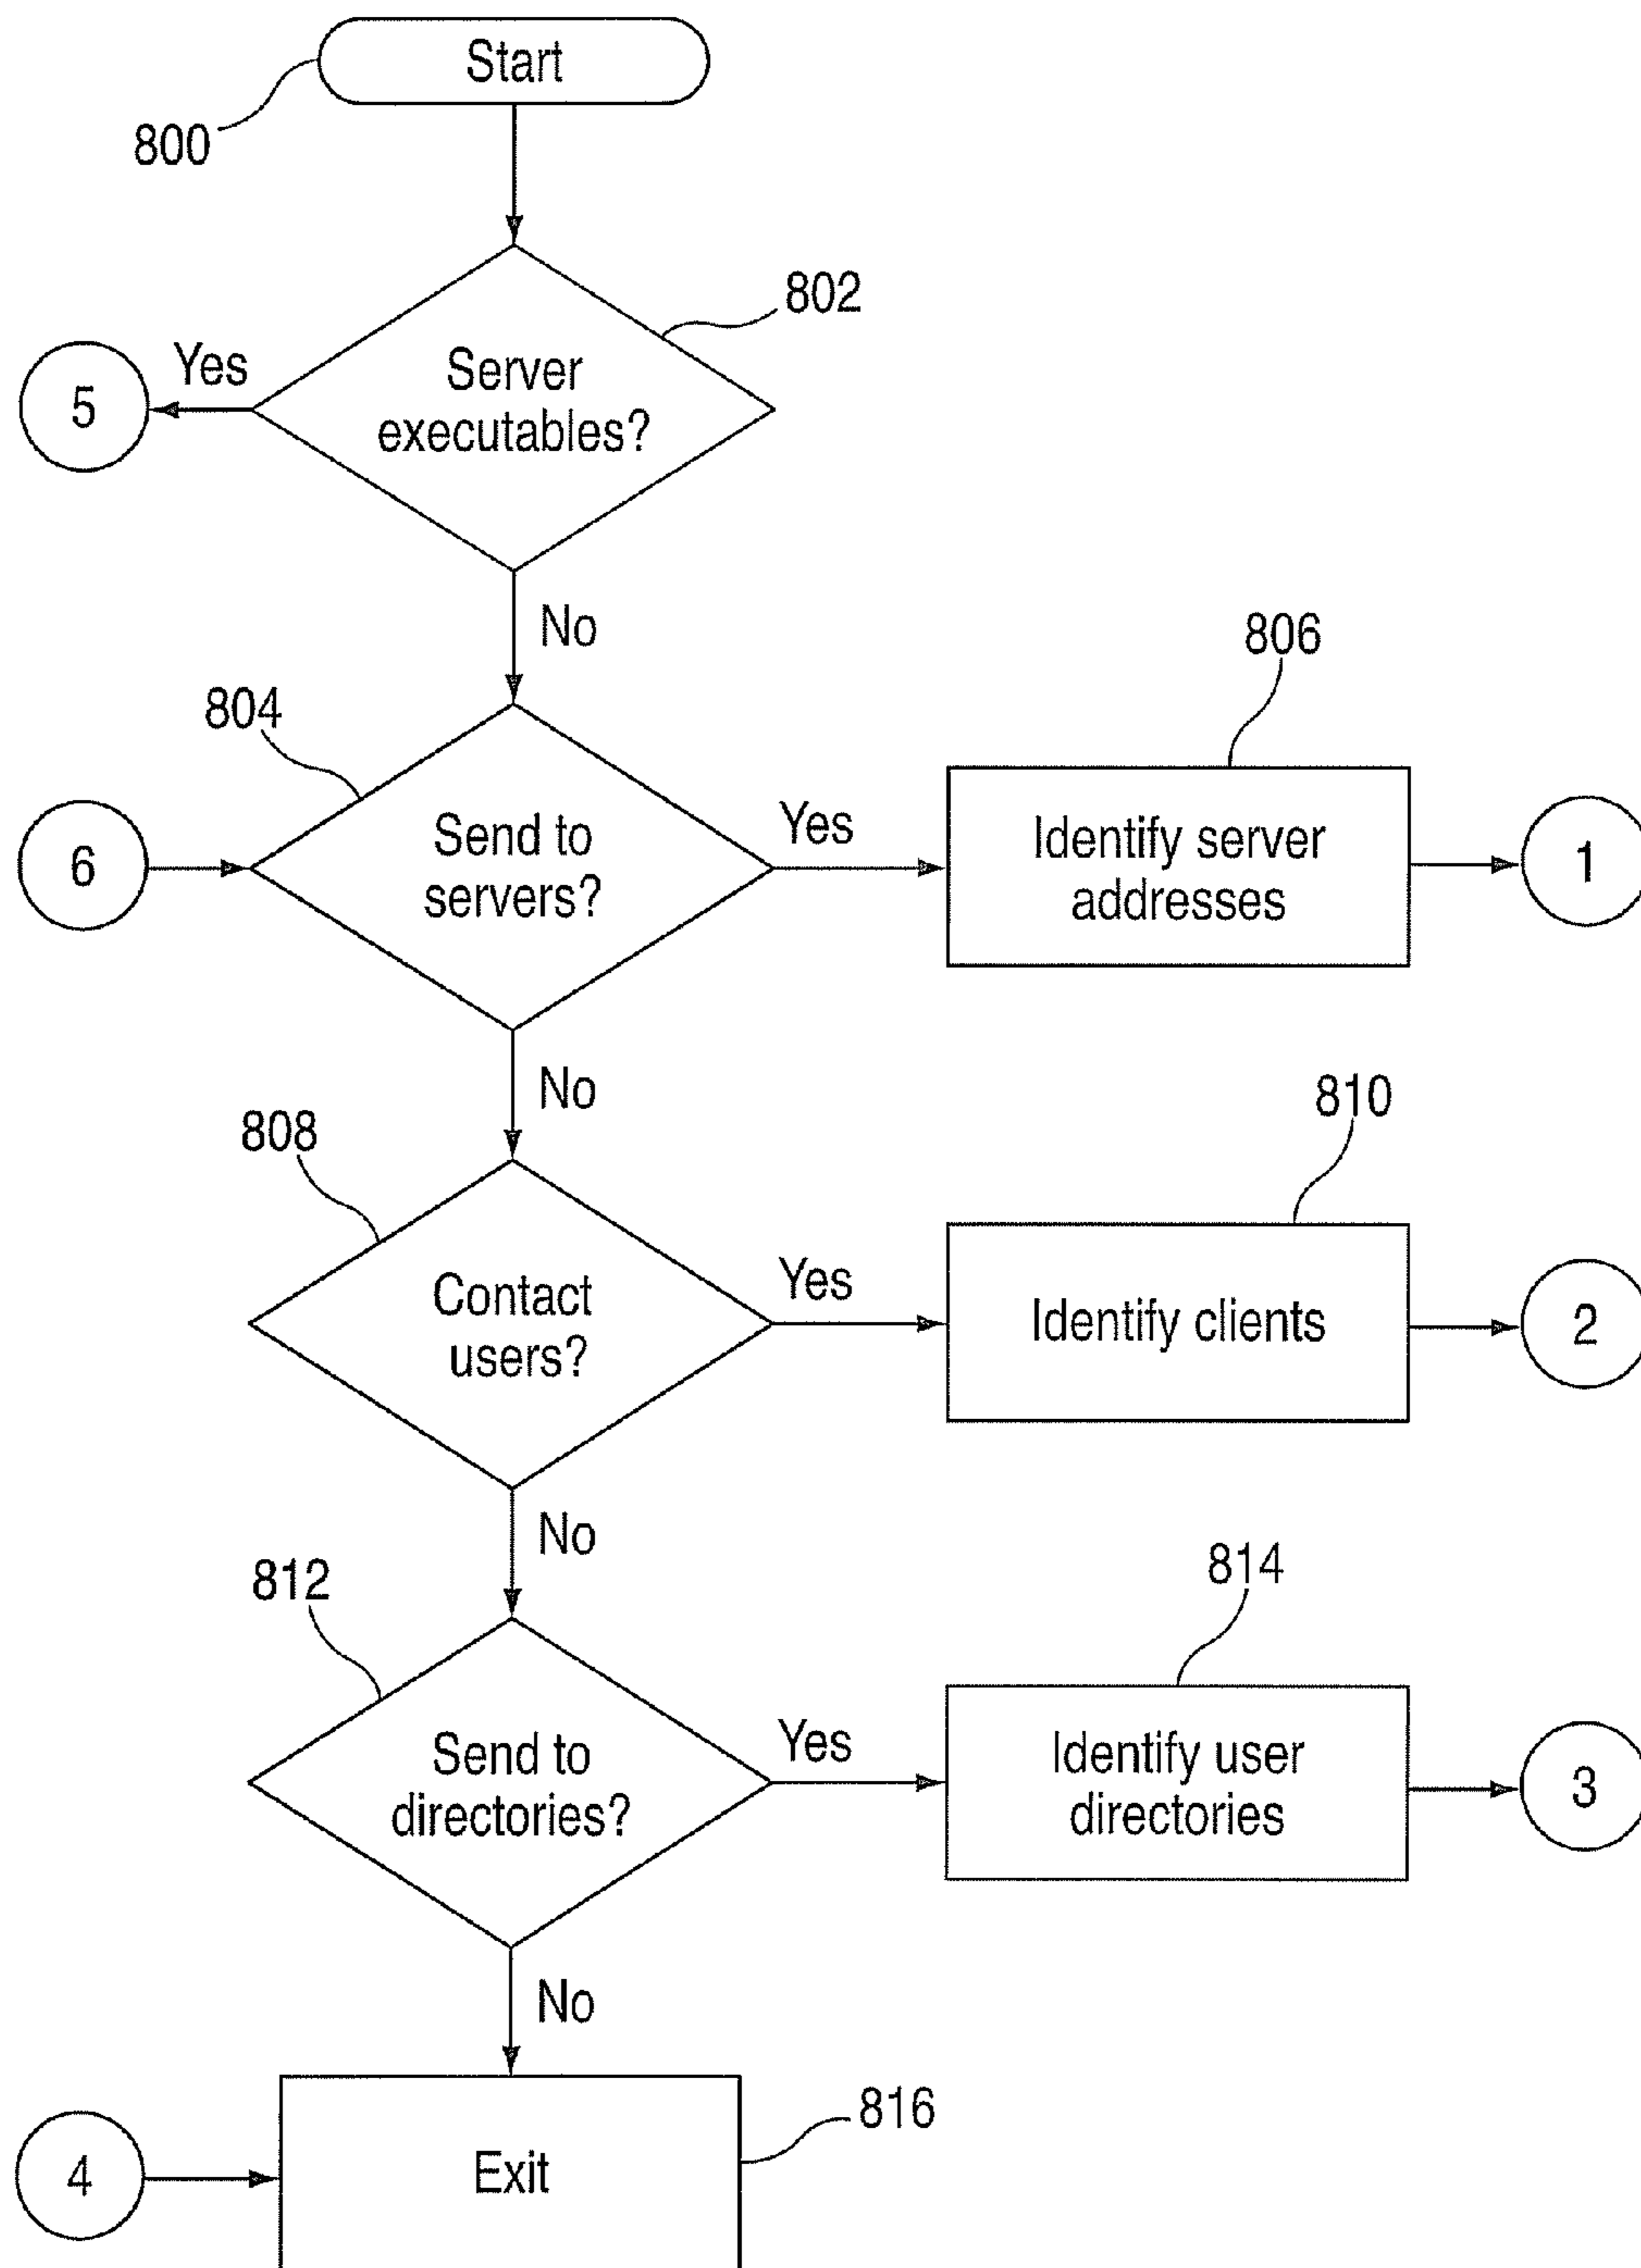 Start
800
802
Server
executables?
Yes
5
No
804
806
6
Send to
servers?
Yes
Identify server
addresses
1
No
808
810
Contact
users?
Yes
Identify clients
2
No
812
814
Send to
directories?
Yes
Identify user
directories
3
No
816
4
Exit